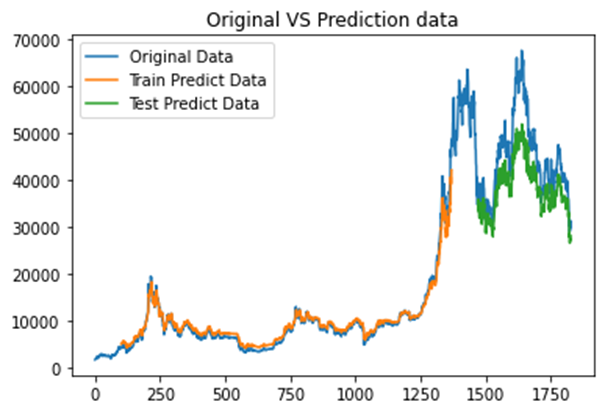 Original VS Prediction data
70000
60000
50000
40000
30000
20000
10000
0
Original Data
Train Predict Data
Test Predict Data
0 250 500 750 1000 1250 1500 1750